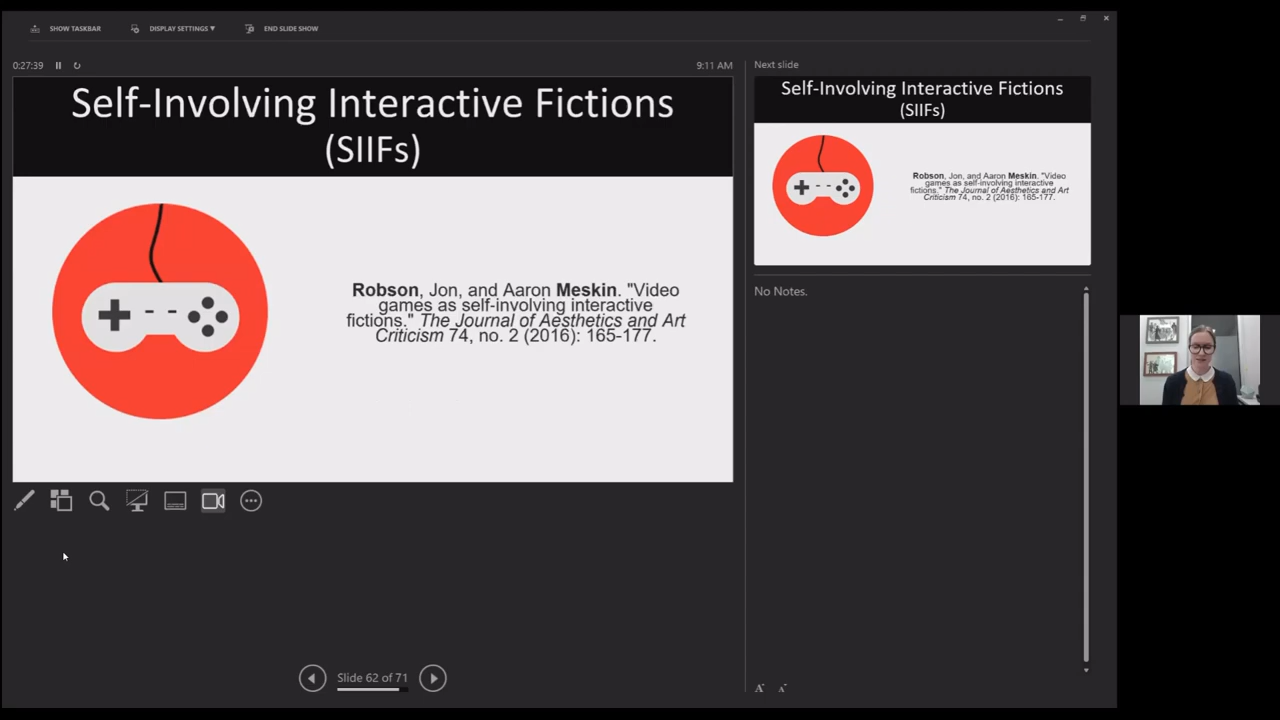 SHOW TASKBAR
DISPLAY SETTINGS ▼
END SLIDE SHOW
0:27:39
9:11 AM
Self-Involving Interactive Fictions
(SIIFs)
Robson, Jon, and Aaron Meskin. "Video
games as self-involving interactive
fictions." The Journal of Aesthetics and Art
Criticism 74, no. 2 (2016): 165-177.
Slide 62 of 71
Next slide
Self-Involving Interactive Fictions
(SIIFs)
Robson, Jon, and Aaron Meskin. "Video
games as self-involving interactive
fictions." The Journal of Aesthetics and Art
Criticism 74, no. 2 (2016): 165-177.
No Notes.
A A